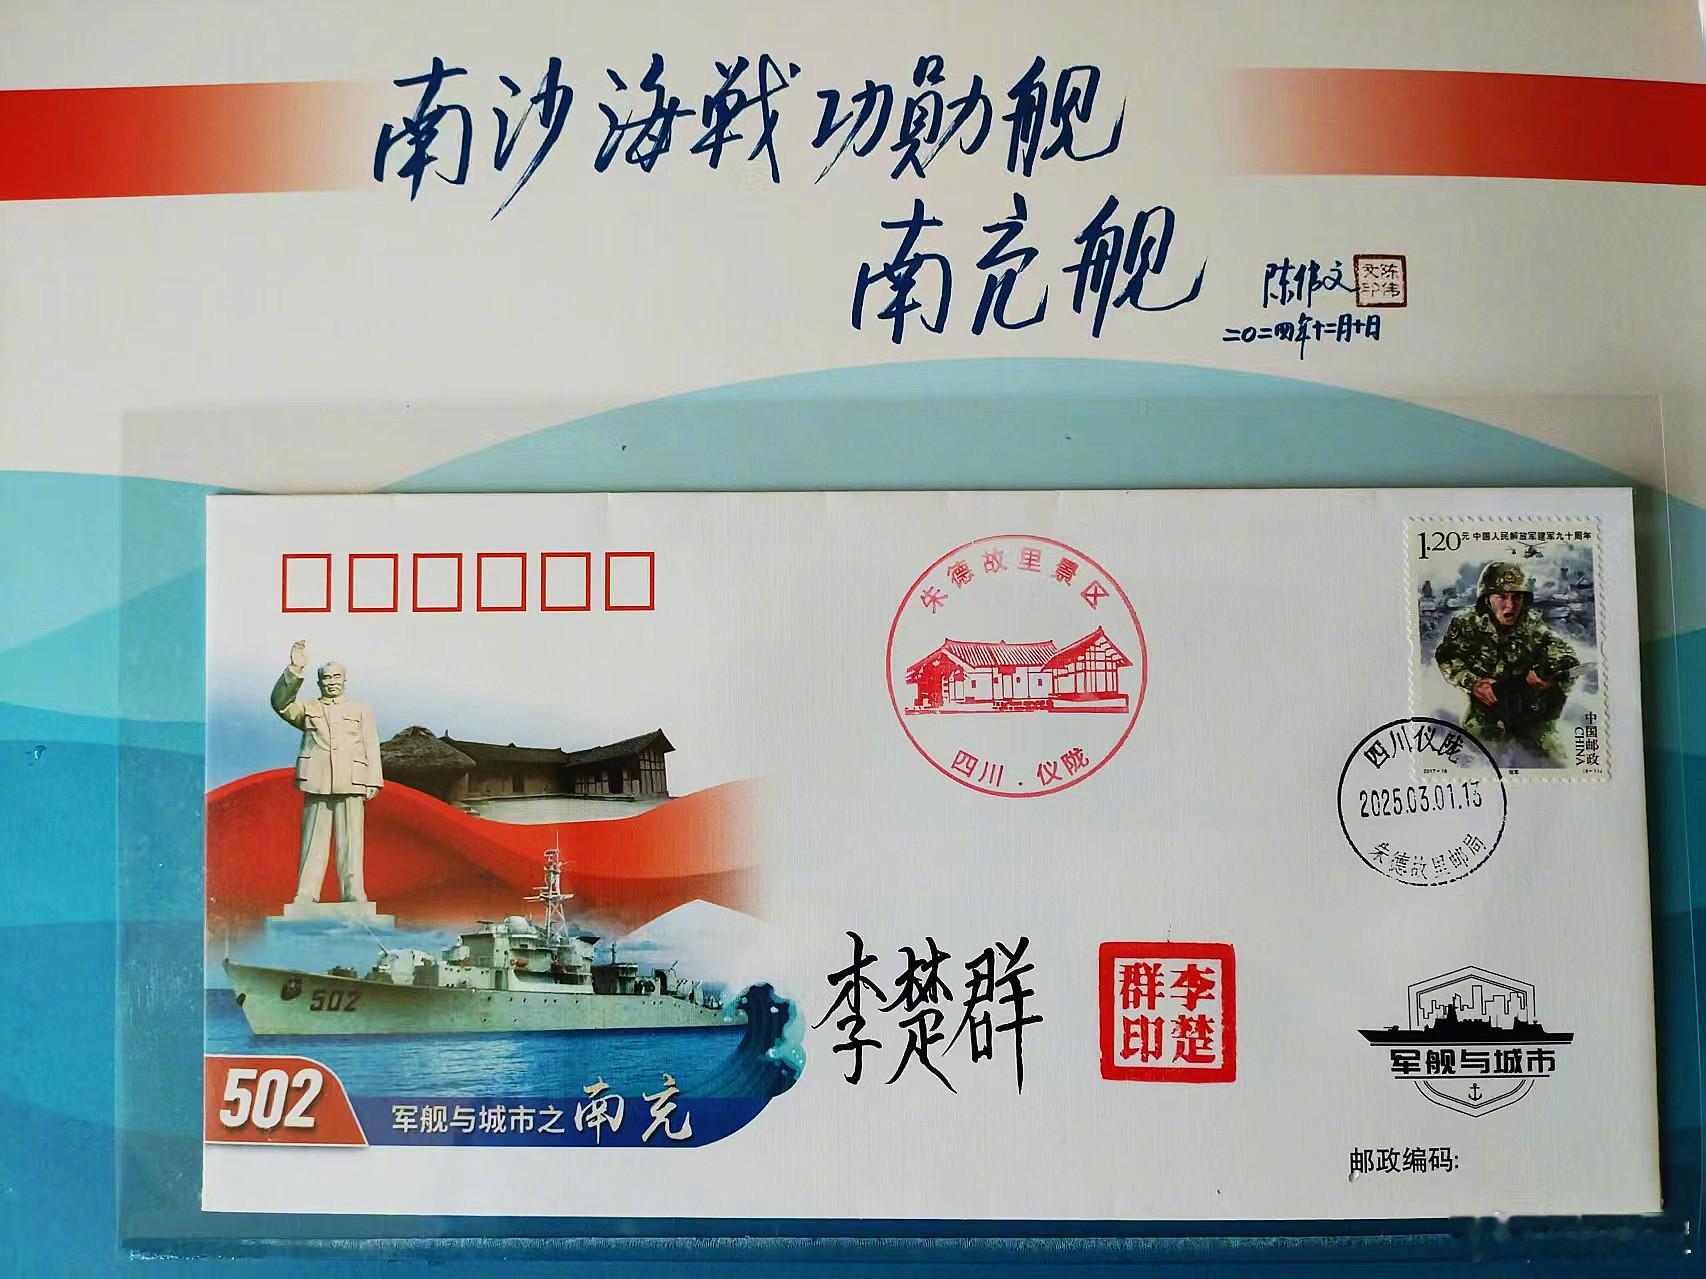 南沙海戦功勛舰
南充舰
陈伟文
陈伟文印
二〇二四年十二月十日
1.20元 中国人民解放军建军九十周年
中国邮政
CHINA
2017-18
朱德故里景区
四川·仪陇
四川仪陇
2025.03.01.13
朱德故里邮局
502
李楚群
李楚群印
军舰与城市
502
军舰与城市之南充
邮政编码: